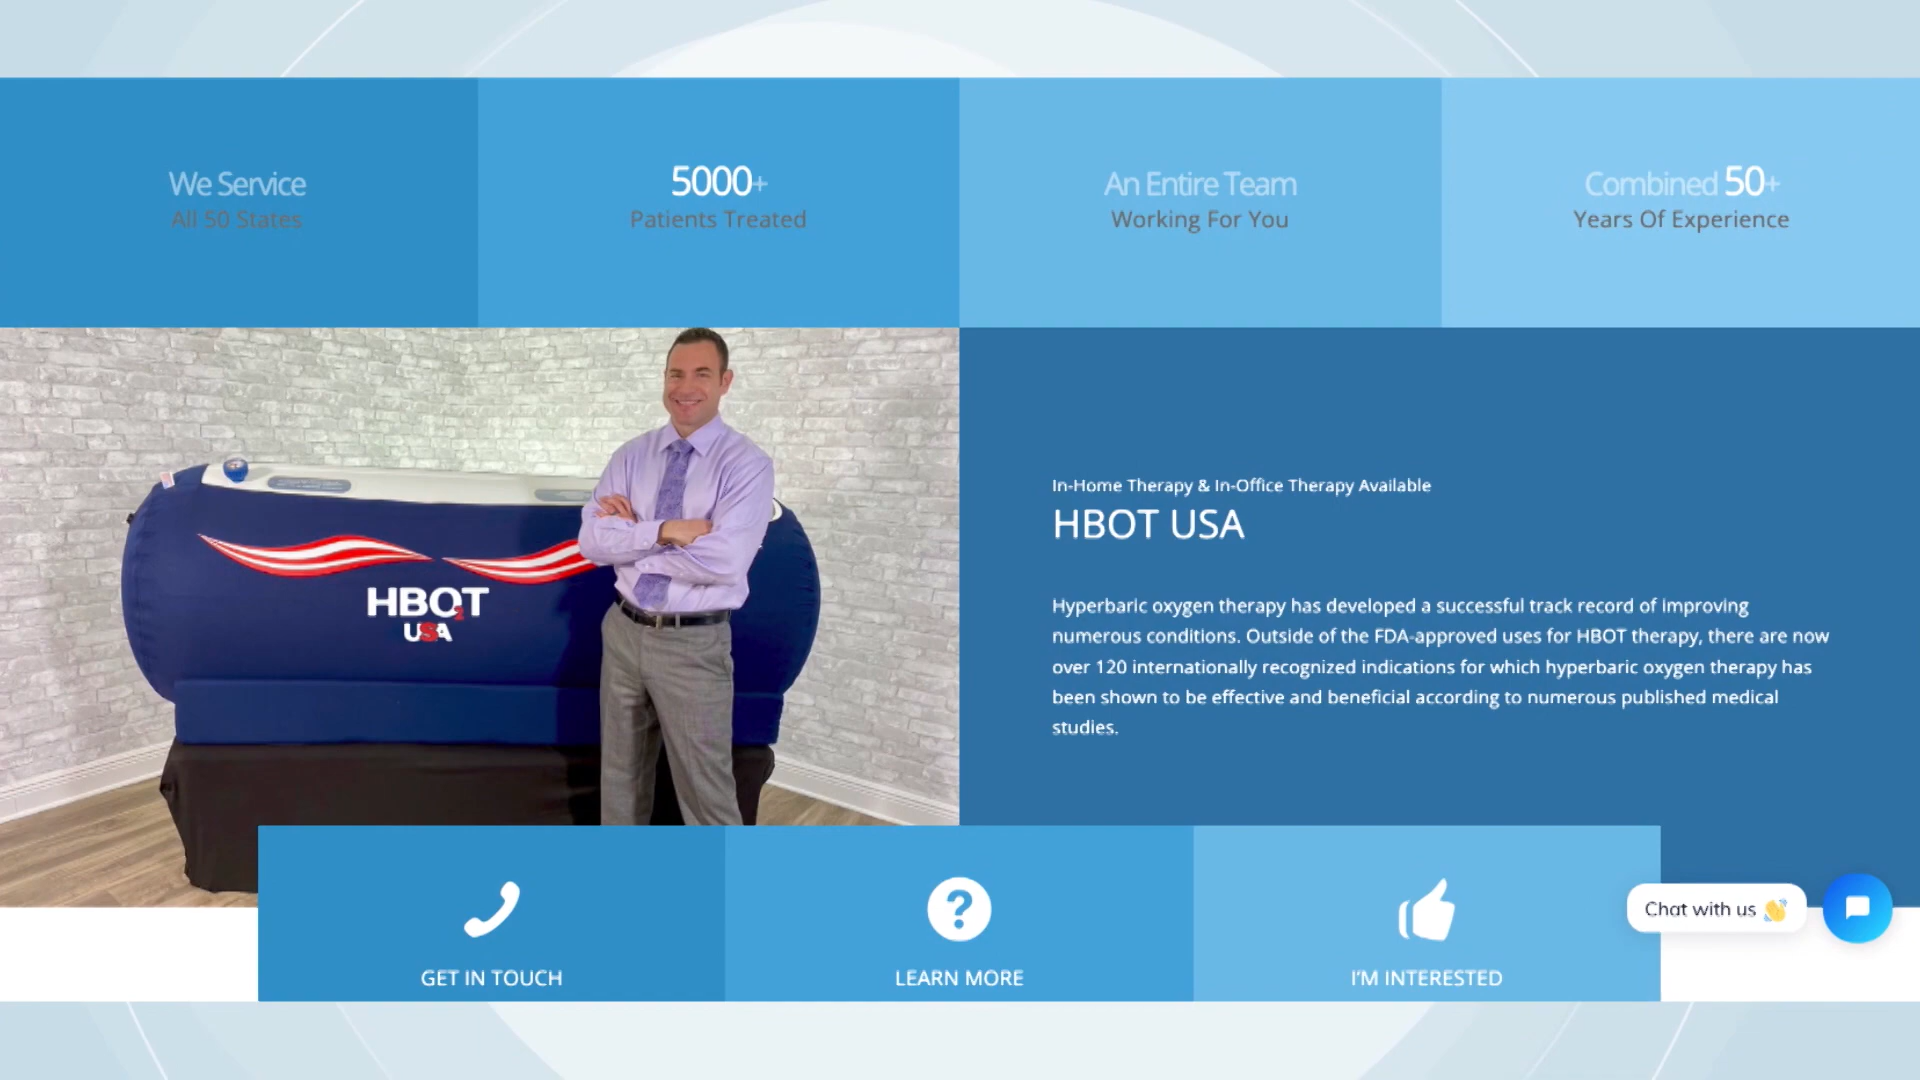 We Service
All 50 States
5000+
Patients Treated
An Entire Team
Working For You
Combined 50+
Years Of Experience
HBOT
USA
In-Home Therapy & In-Office Therapy Available
HBOT USA
Hyperbaric oxygen therapy has developed a successful track record of improving
numerous conditions. Outside of the FDA-approved uses for HBOT therapy, there are now
over 120 internationally recognized indications for which hyperbaric oxygen therapy has
been shown to be effective and beneficial according to numerous published medical
studies.
GET IN TOUCH
LEARN MORE
I'M INTERESTED
Chat with us 👋